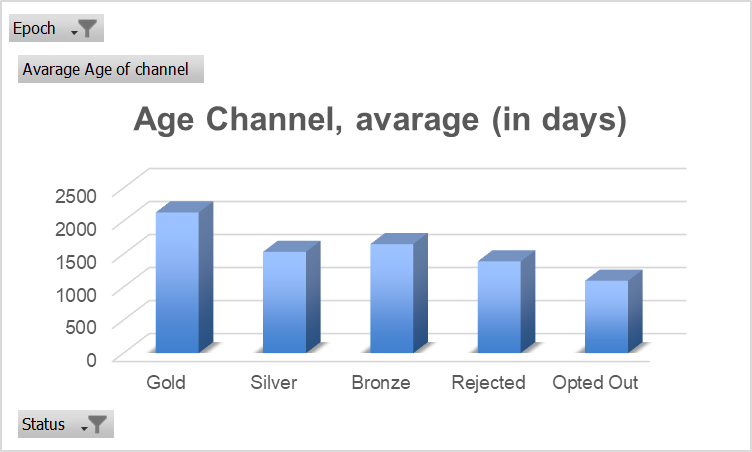 Epoch
Avarage Age of channel
Age Channel, avarage (in days)
2500
2000
1500
1000
500
0
Gold Silver Bronze Rejected Opted Out
Status